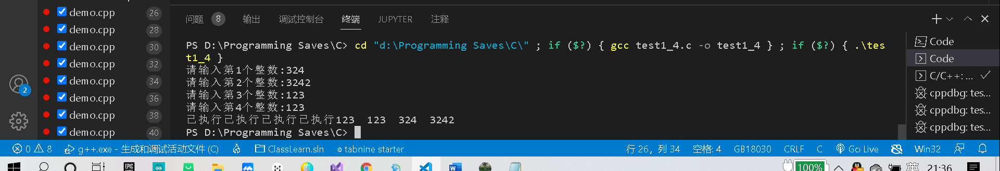 demo.cpp 26
demo.cpp 28
demo.cpp 30
demo.cpp 32
demo.cpp 34
demo.cpp 36
demo.cpp 38
demo.cpp 40
2
问题 8 输出 调试控制台 终端 JUPYTER 注释
PS D:\Programming Saves\C> cd "d:\Programming Saves\C\" ; if ($?) { gcc test1_4.c -o test1_4 } ; if ($?) { .\tes
t1_4 }
请输入第1个整数:324
请输入第2个整数:3242
请输入第3个整数:123
请输入第4个整数:123
已执行已执行已执行已执行123  123  324  3242
PS D:\Programming Saves\C>
Code
Code
C/C++: ...
cppdbg: tes...
cppdbg: tes...
cppdbg: tes...
0 8 g++.exe - 生成和调试活动文件 (C) ClassLearn.sln tabnine starter 行 26，列 34 空格: 4 GB18030 CRLF C Go Live Win32
EPIC 100% 英 21:36